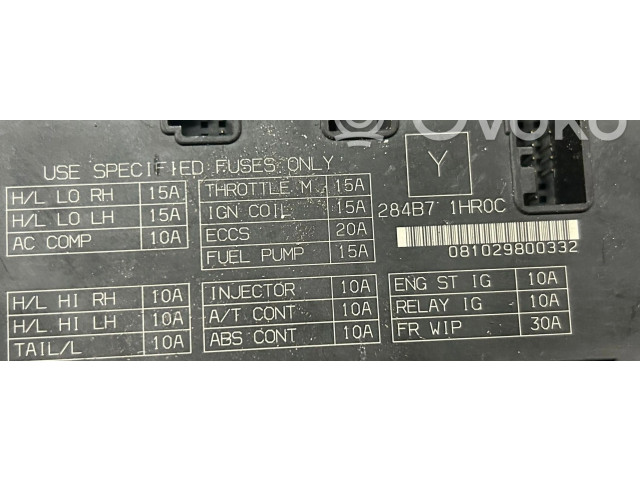 Ovoko
USE SPECIFIED FUSES ONLY
Y
H/L LO RH 15A
H/L LO LH 15A
AC COMP 10A
THROTTLE M. 15A
IGN COIL 15A
ECCS 20A
FUEL PUMP 15A
284B7 1HR0C
081029800332
H/L HI RH 10A
H/L HI LH 10A
TAIL/L 10A
INJECTOR 10A
A/T CONT 10A
ABS CONT 10A
ENG ST IG 10A
RELAY IG 10A
FR WIP 30A